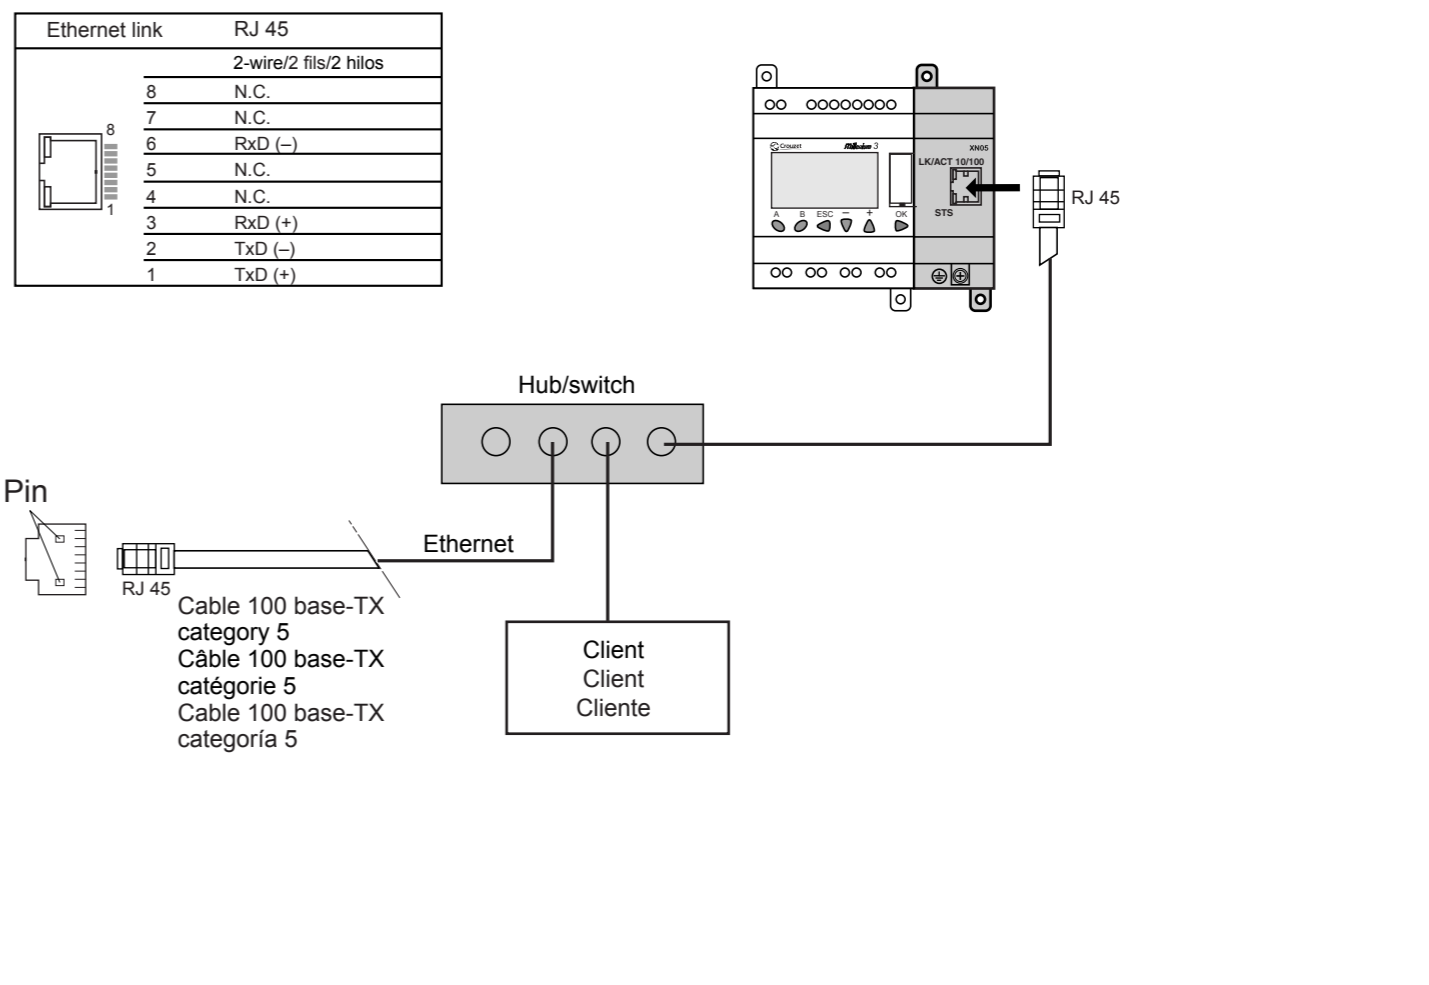 Ethernet link RJ 45
2-wire/2 fils/2 hilos
8 N.C.
7 N.C.
6 RxD (–)
5 N.C.
4 N.C.
3 RxD (+)
2 TxD (–)
1 TxD (+)
8
1
Crouzet Millenium 3
XN05
LK/ACT 10/100
A B ESC – + OK
STS
RJ 45
Hub/switch
Pin
Ethernet
RJ 45
Cable 100 base-TX
category 5
Câble 100 base-TX
catégorie 5
Cable 100 base-TX
categoría 5
Client
Client
Cliente